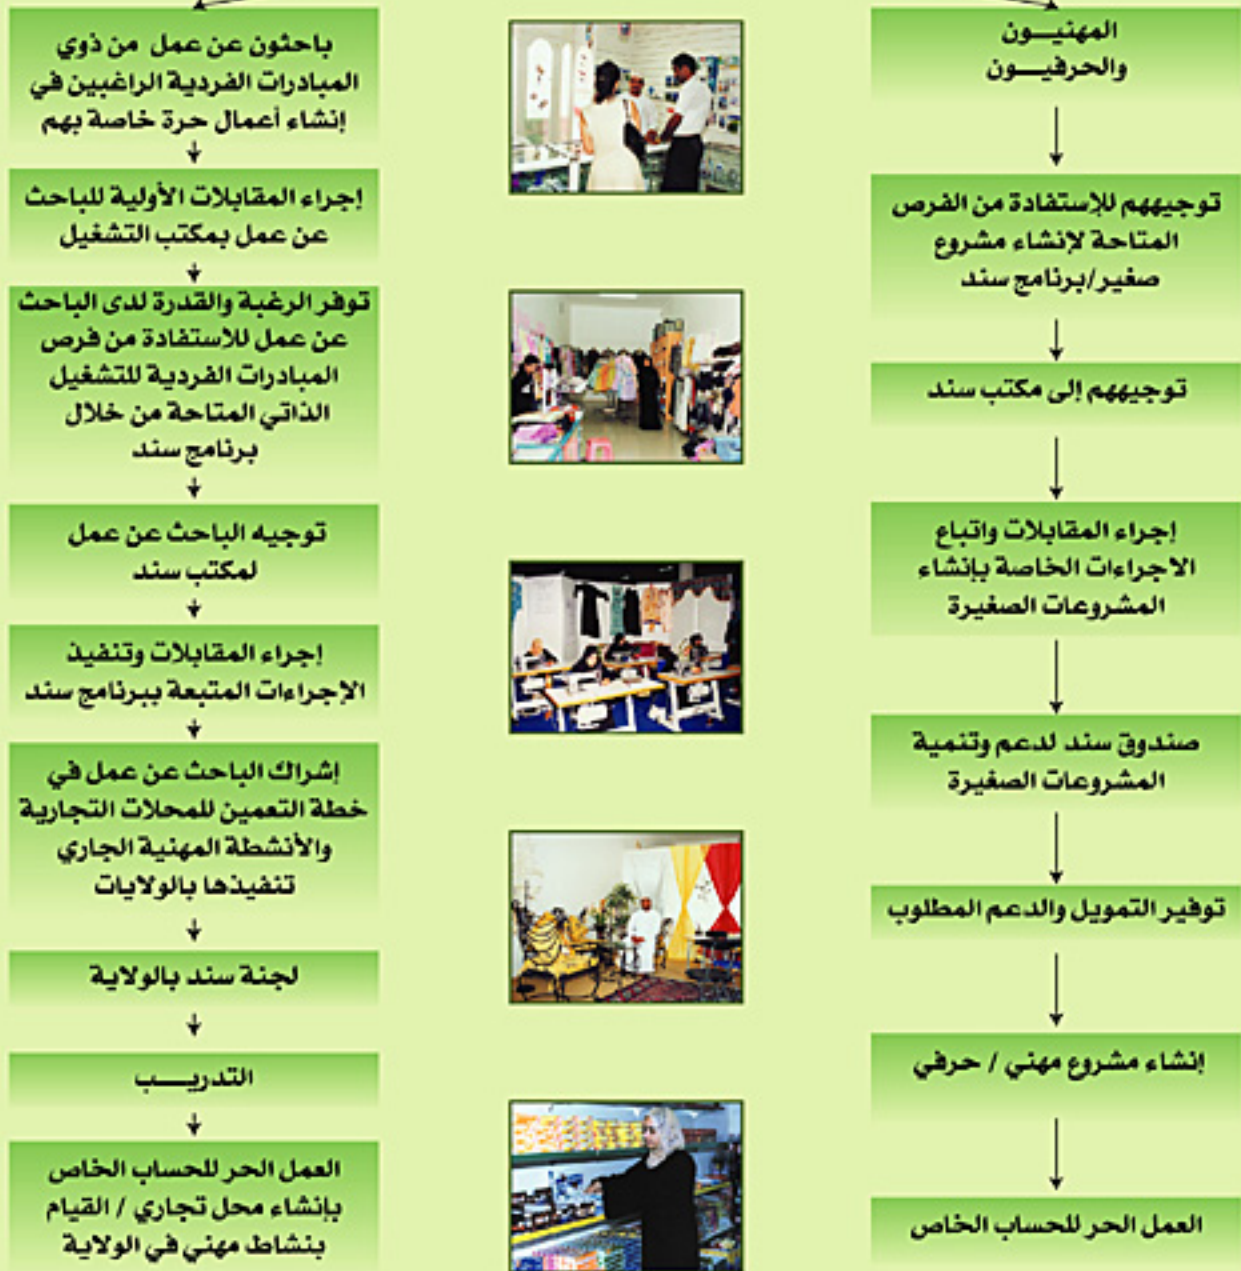 المهنيـــون
والحرفيـــون
توجيههم للإستفادة من الفرص
المتاحة لإنشاء مشروع
صغير/برنامج سند
توجيههم إلى مكتب سند
إجراء المقابلات واتباع
الاجراءات الخاصة بإنشاء
المشروعات الصغيرة
صندوق سند لدعم وتنمية
المشروعات الصغيرة
توفير التمويل والدعم المطلوب
إنشاء مشروع مهني / حرفي
العمل الحر للحساب الخاص
باحثون عن عمل من ذوي
المبادرات الفردية الراغبين في
إنشاء أعمال حرة خاصة بهم
إجراء المقابلات الأولية للباحث
عن عمل بمكتب التشغيل
توفر الرغبة والقدرة لدى الباحث
عن عمل للاستفادة من فرص
المبادرات الفردية للتشغيل
الذاتي المتاحة من خلال
برنامج سند
توجيه الباحث عن عمل
لمكتب سند
إجراء المقابلات وتنفيذ
الإجراءات المتبعة ببرنامج سند
إشراك الباحث عن عمل في
خطة التعمين للمحلات التجارية
والأنشطة المهنية الجاري
تنفيذها بالولايات
لجنة سند بالولاية
التدريـــب
العمل الحر للحساب الخاص
بإنشاء محل تجاري / القيام
بنشاط مهني في الولاية